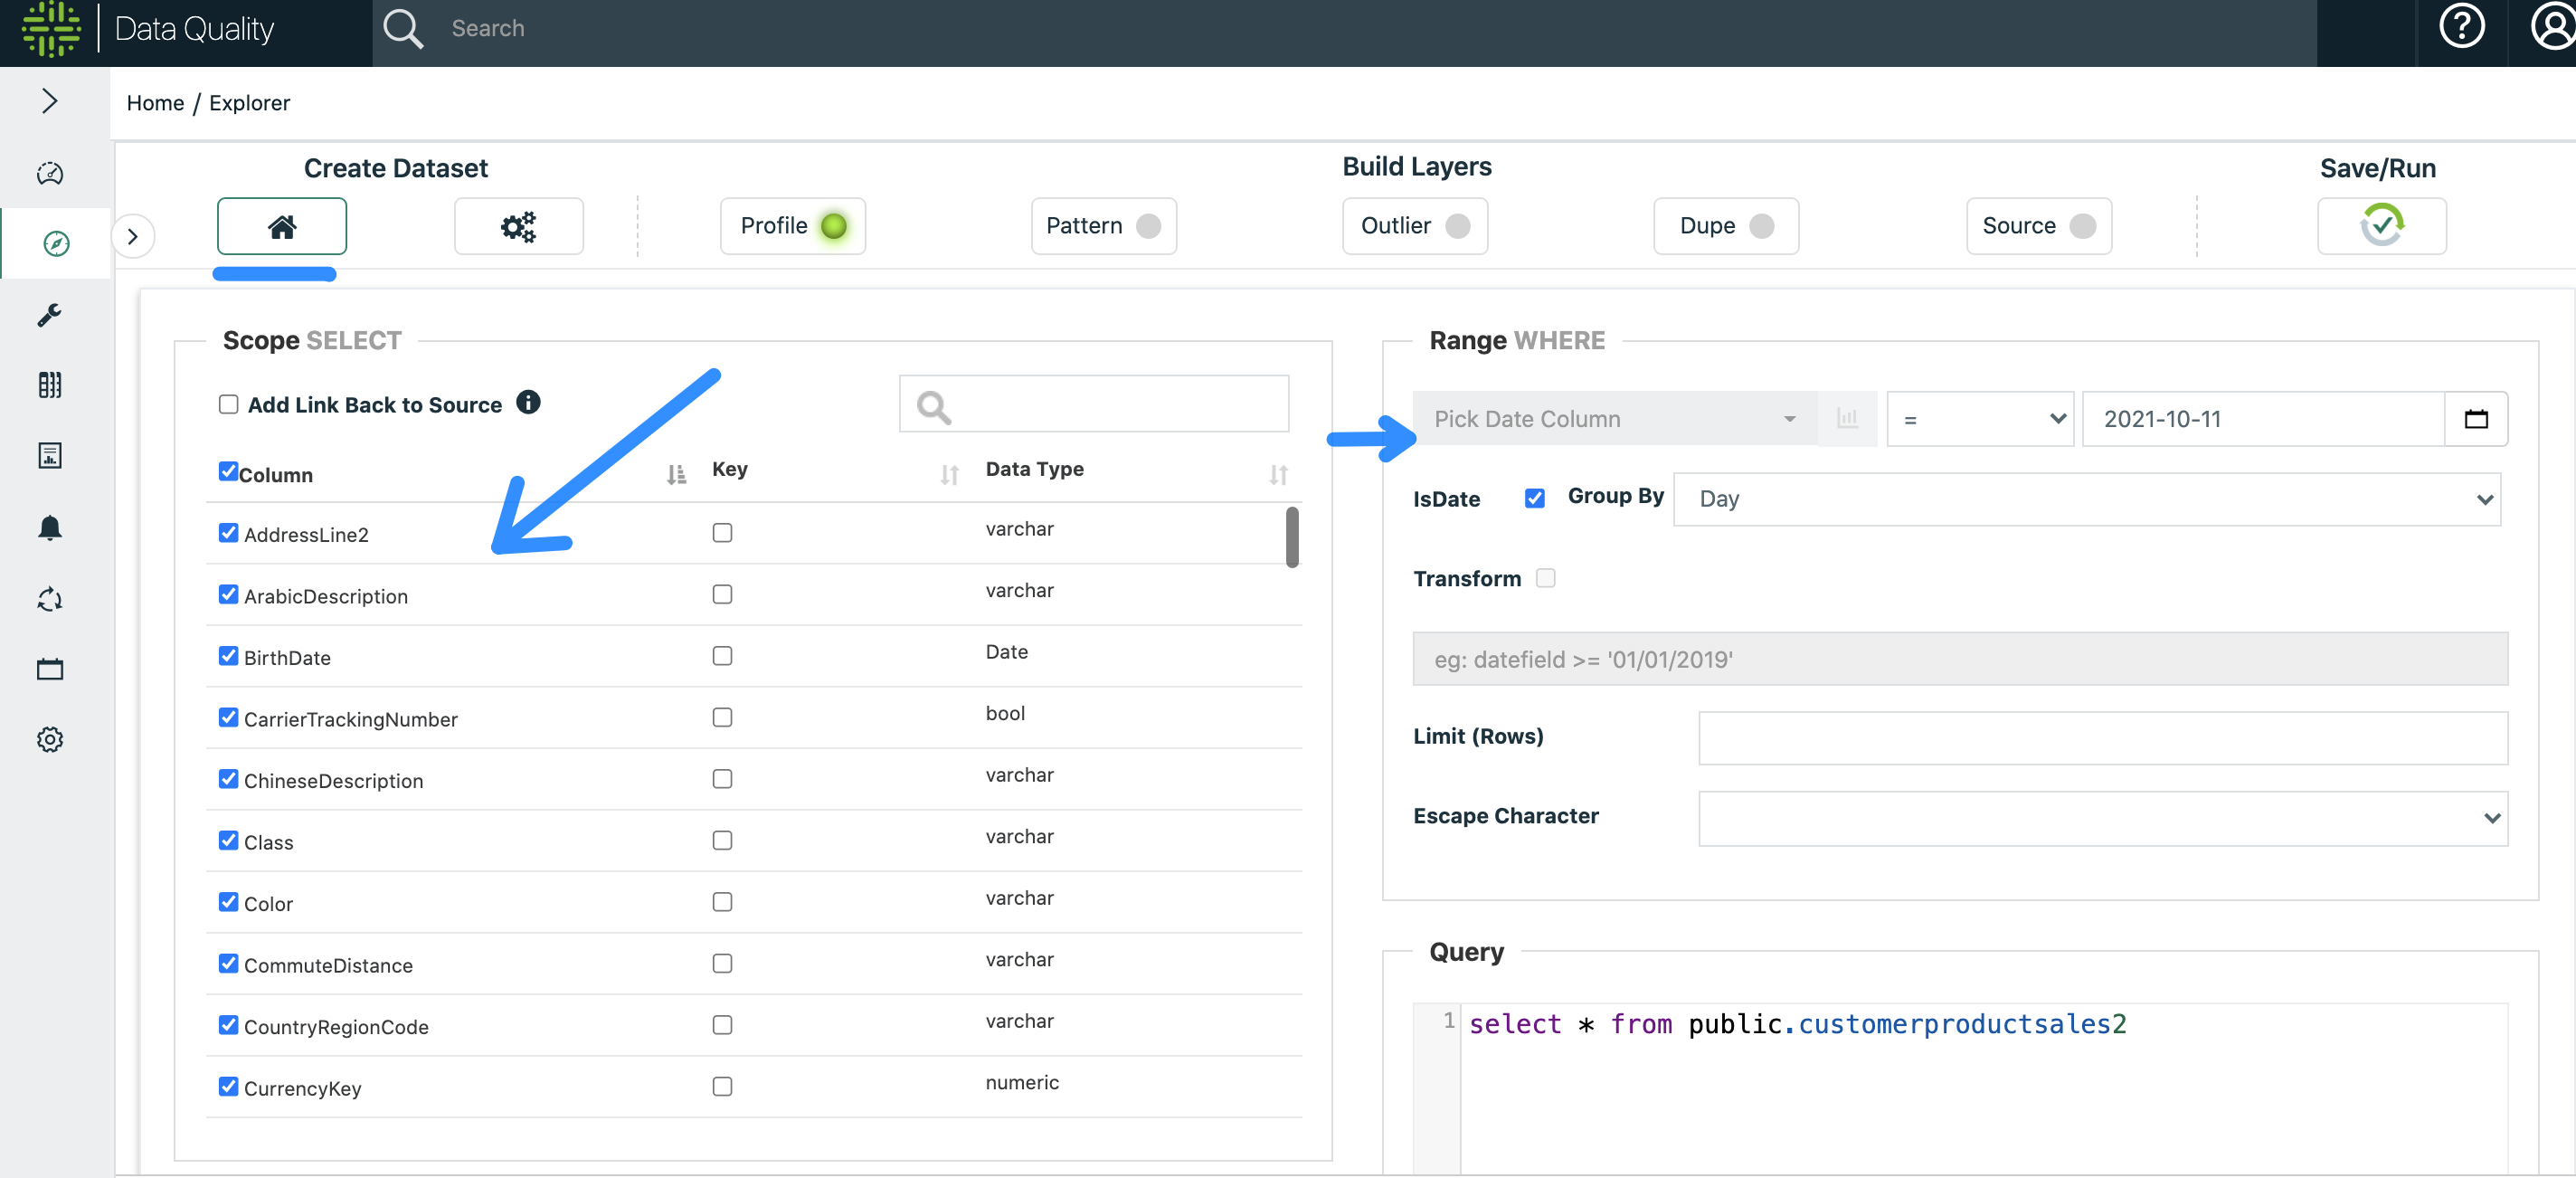 Data Quality
Search
Home / Explorer
Create Dataset
Build Layers
Save/Run
Profile
Pattern
Outlier
Dupe
Source
Scope SELECT
Add Link Back to Source
Column Key Data Type
AddressLine2 varchar
ArabicDescription varchar
BirthDate Date
CarrierTrackingNumber bool
ChineseDescription varchar
Class varchar
Color varchar
CommuteDistance varchar
CountryRegionCode varchar
CurrencyKey numeric
Range WHERE
Pick Date Column = 2021-10-11
IsDate Group By Day
Transform
eg: datefield >= '01/01/2019'
Limit (Rows)
Escape Character
Query
1 select * from public.customerproductsales2